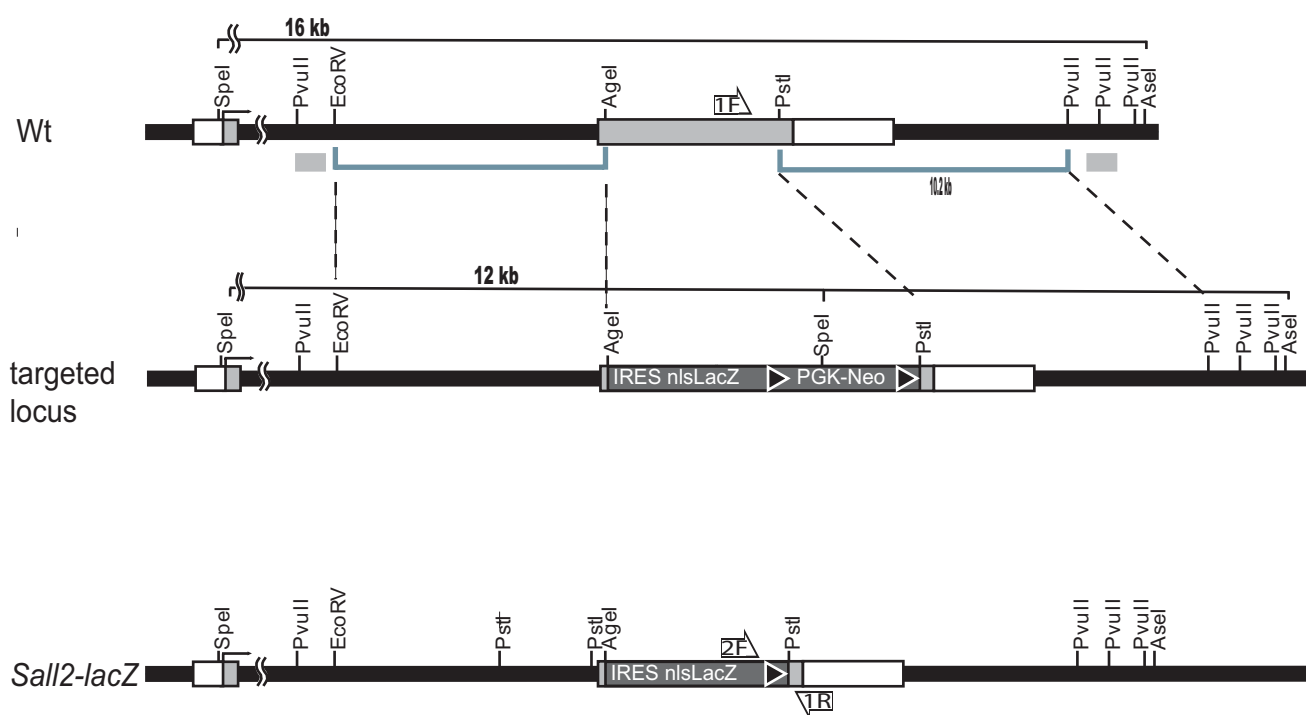 16 kb
SpeI PvuII EcoRV AgeI 1F PstI PvuII PvuII PvuII AseI
Wt
10.2 kb
12 kb
SpeI PvuII EcoRV AgeI SpeI PstI PvuII PvuII PvuII AseI
targeted
locus
IRES nlsLacZ PGK-Neo
SpeI PvuII EcoRV PstI PstI AgeI 2F PstI PvuII PvuII PvuII AseI
Sall2-lacZ
IRES nlsLacZ
1R